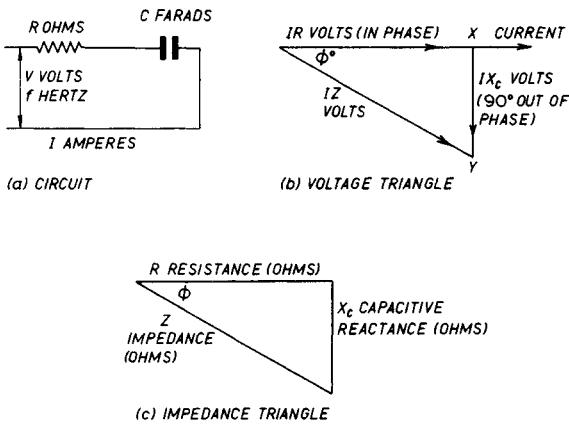 C FARADS
R OHMS
V VOLTS
f HERTZ
I AMPERES
(a) CIRCUIT
IR VOLTS (IN PHASE)
X
CURRENT
ϕ°
IZ
VOLTS
IXc VOLTS
(90° OUT OF
PHASE)
Y
(b) VOLTAGE TRIANGLE
R RESISTANCE (OHMS)
ϕ
Z
IMPEDANCE
(OHMS)
Xc CAPACITIVE
REACTANCE (OHMS)
(c) IMPEDANCE TRIANGLE